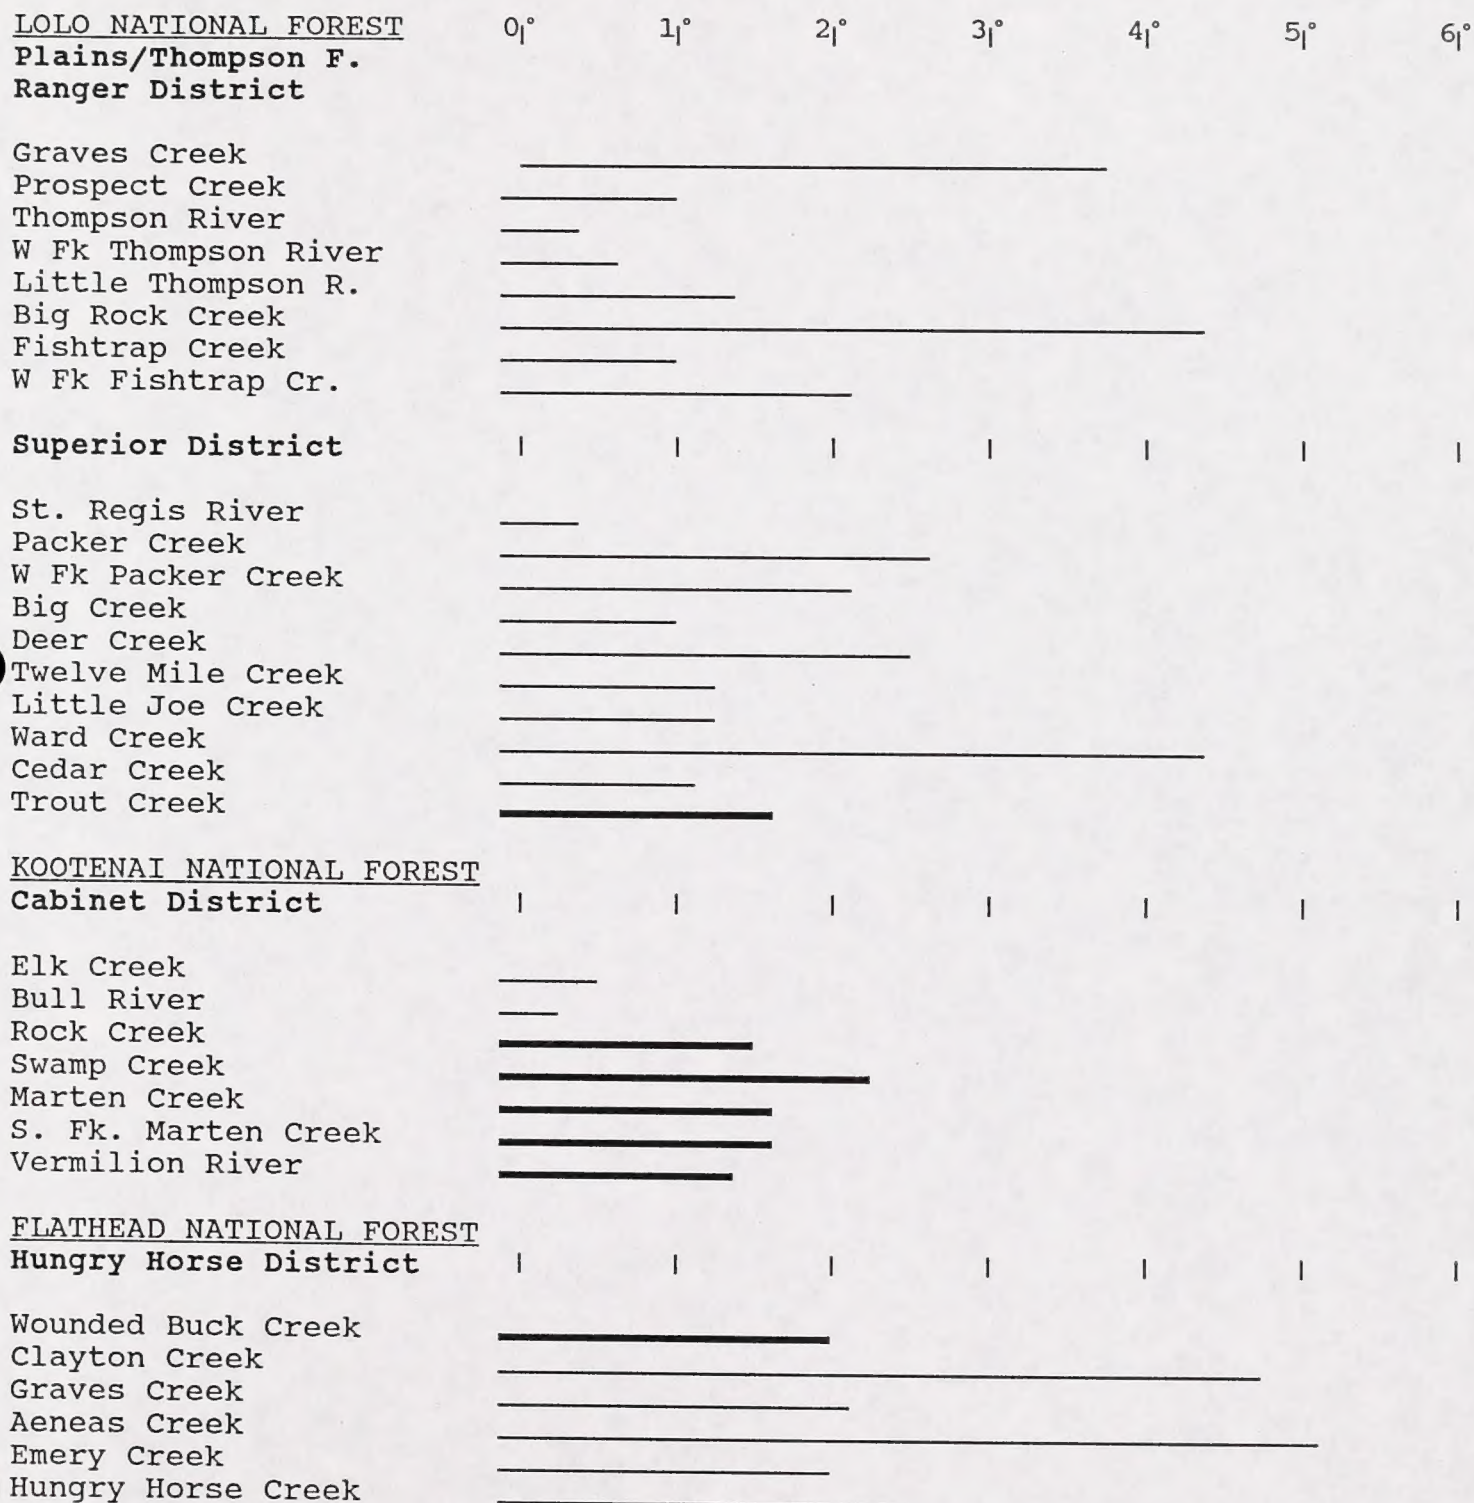 LOLO NATIONAL FOREST 0° 1° 2° 3° 4° 5° 6°
Plains/Thompson F.
Ranger District
Graves Creek
Prospect Creek
Thompson River
W Fk Thompson River
Little Thompson R.
Big Rock Creek
Fishtrap Creek
W Fk Fishtrap Cr.
Superior District
St. Regis River
Packer Creek
W Fk Packer Creek
Big Creek
Deer Creek
Twelve Mile Creek
Little Joe Creek
Ward Creek
Cedar Creek
Trout Creek
KOOTENAI NATIONAL FOREST
Cabinet District
Elk Creek
Bull River
Rock Creek
Swamp Creek
Marten Creek
S. Fk. Marten Creek
Vermilion River
FLATHEAD NATIONAL FOREST
Hungry Horse District
Wounded Buck Creek
Clayton Creek
Graves Creek
Aeneas Creek
Emery Creek
Hungry Horse Creek